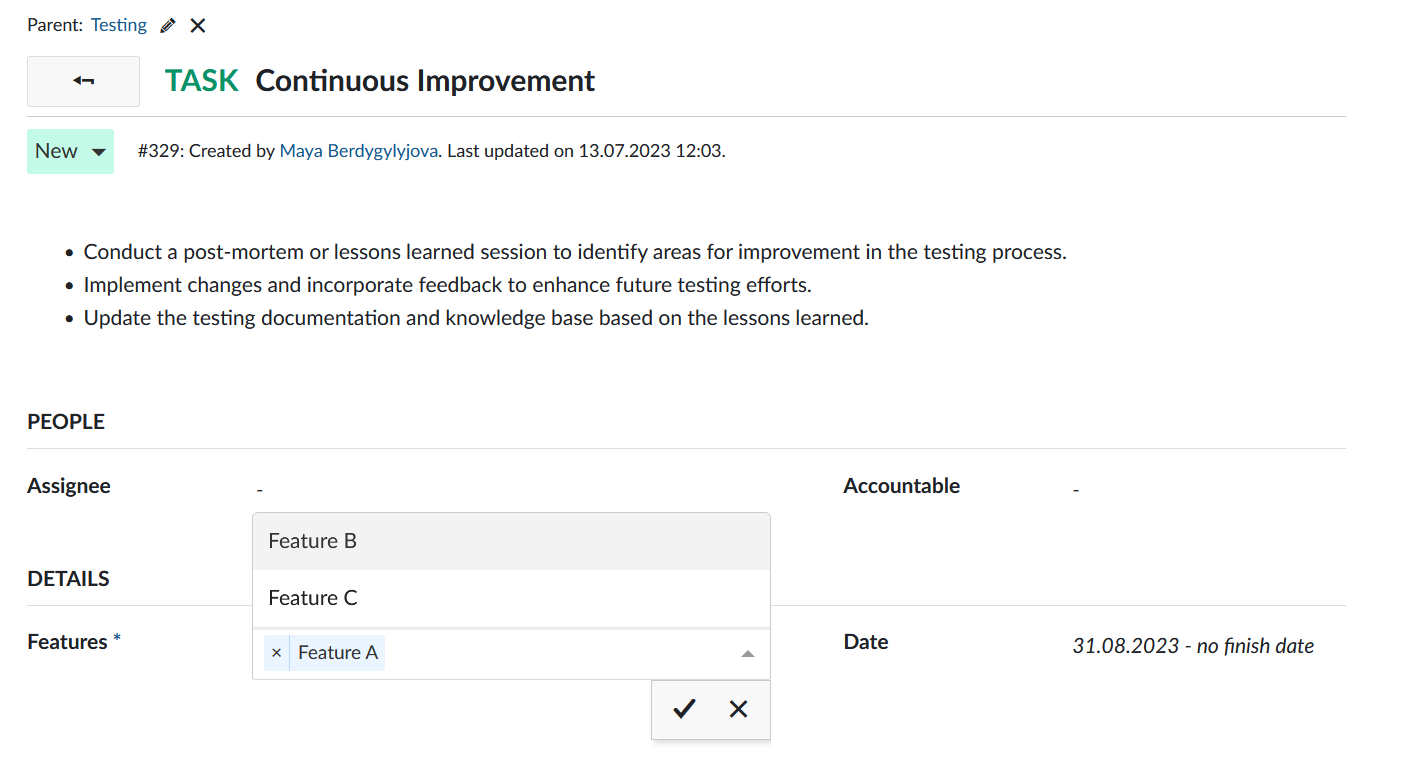 Parent: Testing
TASK Continuous Improvement
New #329: Created by Maya Berdygylyjova. Last updated on 13.07.2023 12:03.
• Conduct a post-mortem or lessons learned session to identify areas for improvement in the testing process.
• Implement changes and incorporate feedback to enhance future testing efforts.
• Update the testing documentation and knowledge base based on the lessons learned.
PEOPLE
Assignee - Accountable -
Feature B
DETAILS
Feature C
Features * × Feature A Date 31.08.2023 - no finish date